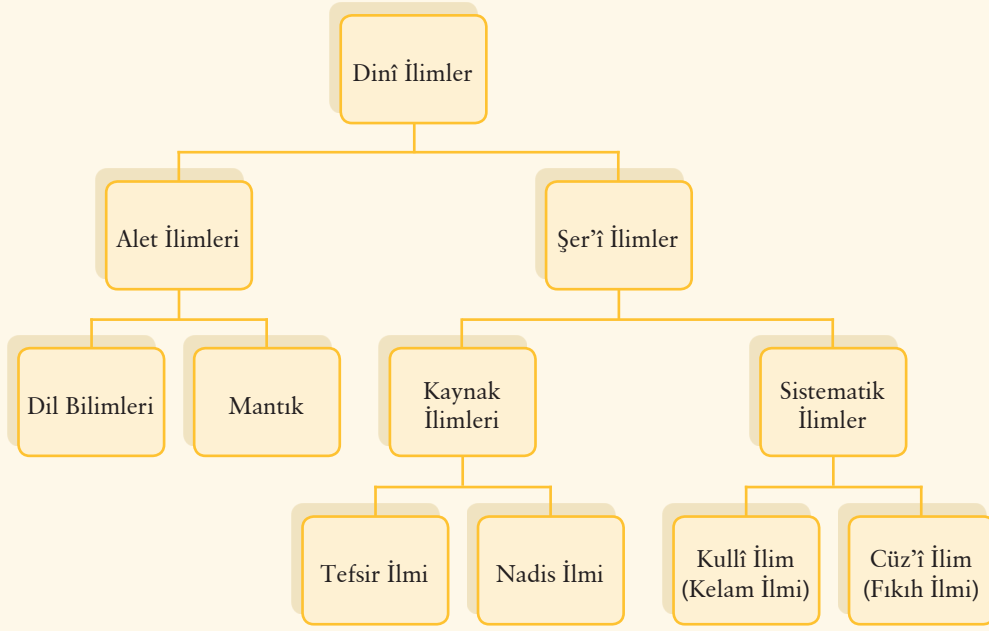 Dinî İlimler
Alet İlimleri
Şer’î İlimler
Dil Bilimleri
Mantık
Kaynak
İlimleri
Sistematik
İlimler
Tefsir İlmi
Nadis İlmi
Kullî İlim
(Kelam İlmi)
Cüz’î İlim
(Fıkıh İlmi)